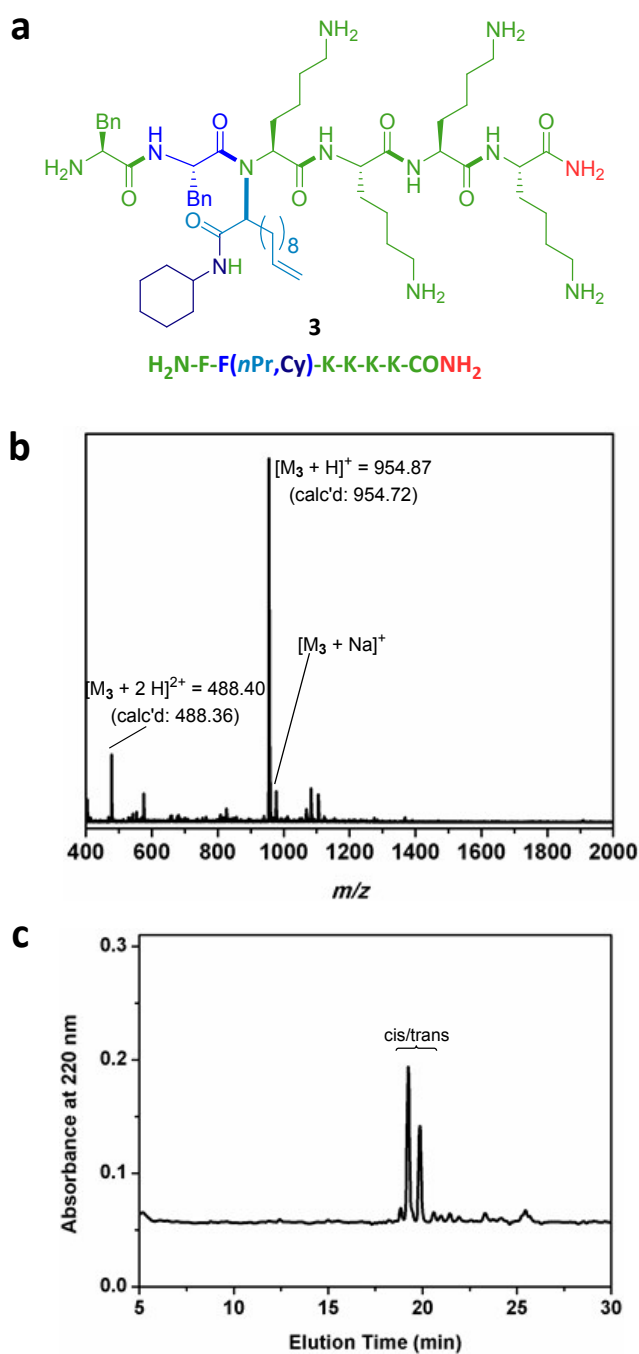 a
NH₂
NH₂
Bn
O
H
N
O
H
N
O
H
N
O
H₂N
O
N
H
N
O
N
H
O
NH₂
Bn
O
8
NH
NH₂
NH₂
3
H₂N-F-F(nPr,Cy)-K-K-K-K-CONH₂
b
[M₃ + H]⁺ = 954.87
(calc'd: 954.72)
[M₃ + Na]⁺
[M₃ + 2 H]²⁺ = 488.40
(calc'd: 488.36)
400 600 800 1000 1200 1400 1600 1800 2000
m/z
c
0.3
cis/trans
0.2
0.1
0.0
Absorbance at 220 nm
5 10 15 20 25 30
Elution Time (min)